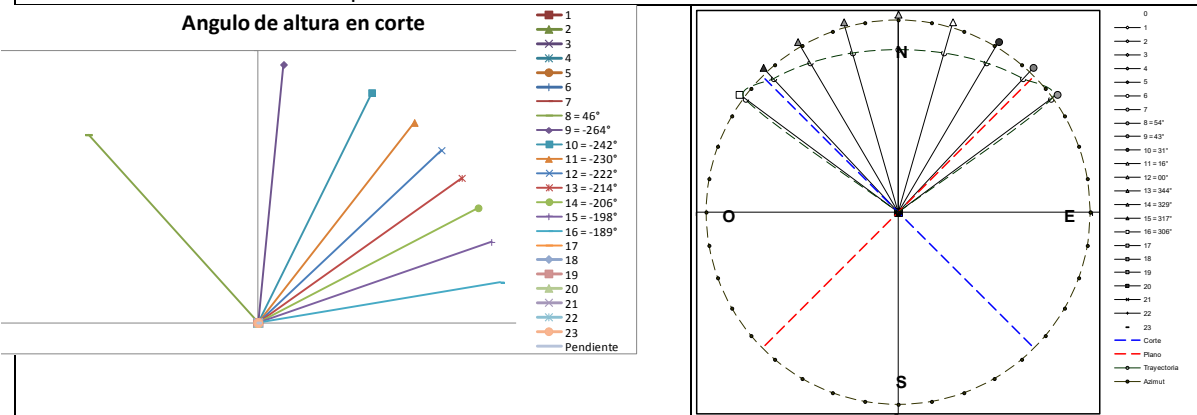 Angulo de altura en corte
1
2
3
4
5
6
7
8 = 46°
9 = -264°
10 = -242°
11 = -230°
12 = -222°
13 = -214°
14 = -206°
15 = -198°
16 = -189°
17
18
19
20
21
22
23
Pendiente
N
O
E
S
0
1
2
3
4
5
6
7
8 = 54°
9 = 43°
10 = 31°
11 = 16°
12 = 00°
13 = 344°
14 = 329°
15 = 317°
16 = 306°
17
18
19
20
21
22
23
Corte
Plano
Trayectoria
Azimut